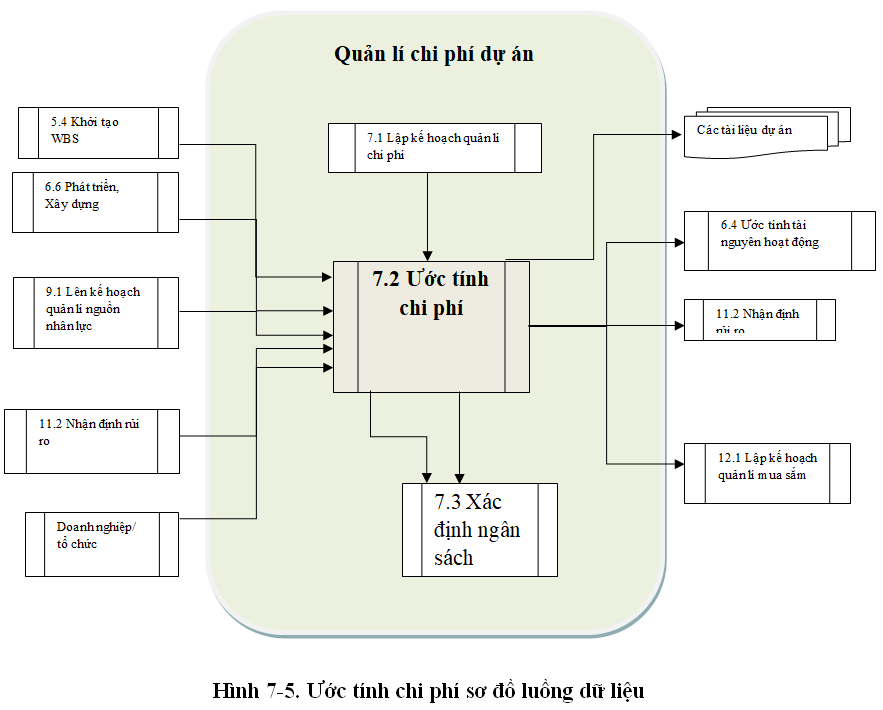 Quản lí chi phí dự án
5.4 Khởi tạo
WBS
6.6 Phát triển,
Xây dựng
9.1 Lên kế hoạch
quản lí nguồn
nhân lực
11.2 Nhận định rủi
ro
Doanh nghiệp/
tổ chức
7.1 Lập kế hoạch quản lí
chi phí
7.2 Ước tính
chi phí
7.3 Xác
định ngân
sách
Các tài liệu dự án
6.4 Ước tính tài
nguyên hoạt động
11.2 Nhận định
rủi ro
12.1 Lập kế hoạch
quản lí mua sắm
Hình 7-5. Ước tính chi phí sơ đồ luồng dữ liệu